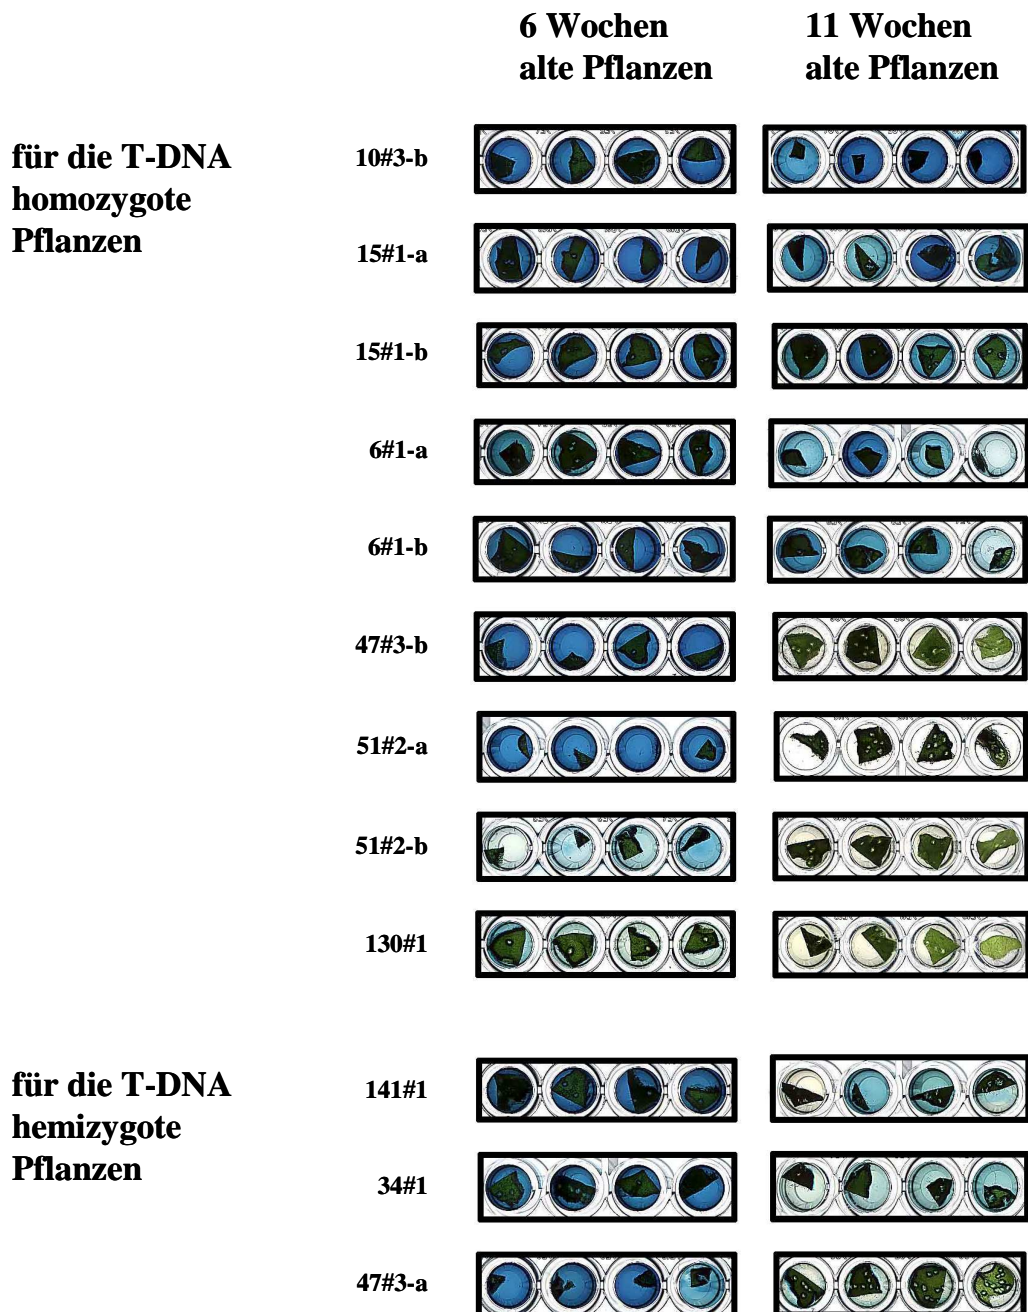 6 Wochen
alte Pflanzen
11 Wochen
alte Pflanzen
für die T-DNA
homozygote
Pflanzen
10#3-b
15#1-a
15#1-b
6#1-a
6#1-b
47#3-b
51#2-a
51#2-b
130#1
für die T-DNA
hemizygote
Pflanzen
141#1
34#1
47#3-a